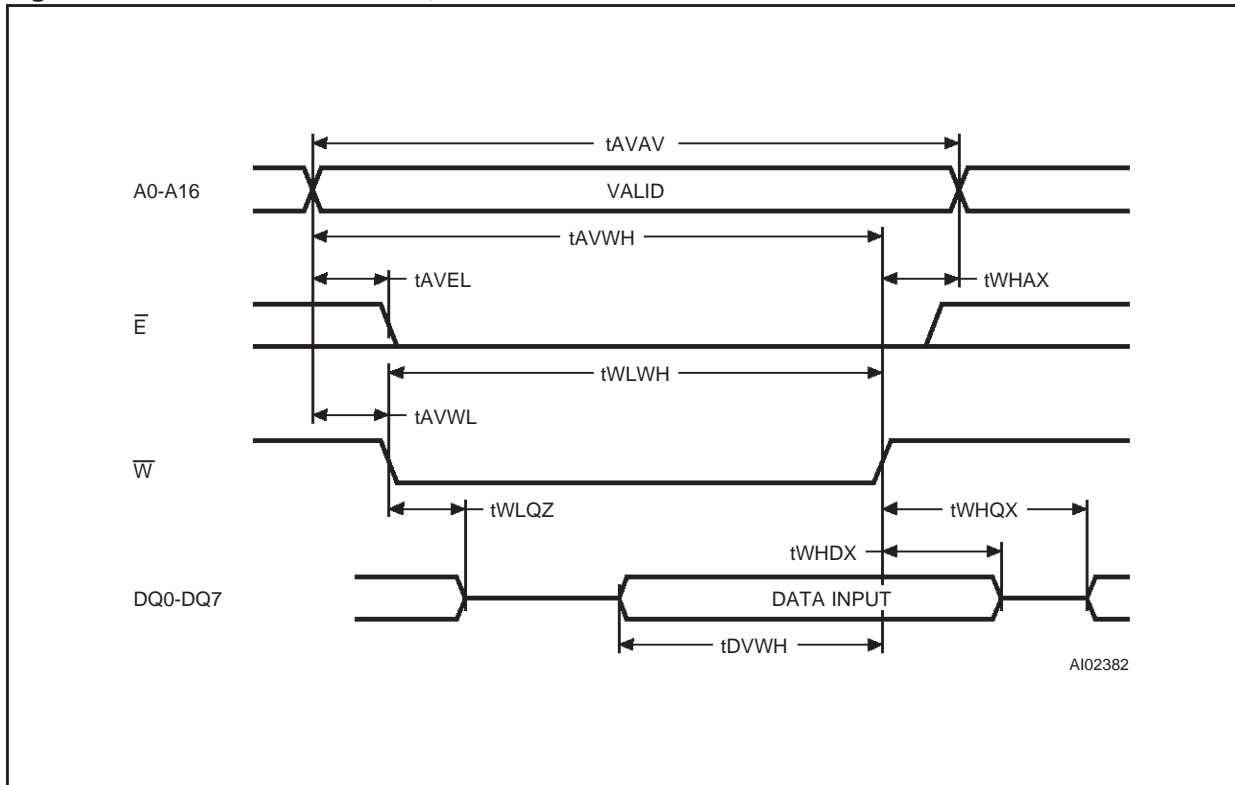 tAVAV
A0-A16
VALID
tAVWH
tAVEL
tWHAX
E
tWLWH
tAVWL
W
tWLQZ
tWHQX
tWHDX
DQ0-DQ7
DATA INPUT
tDVWH
AI02382